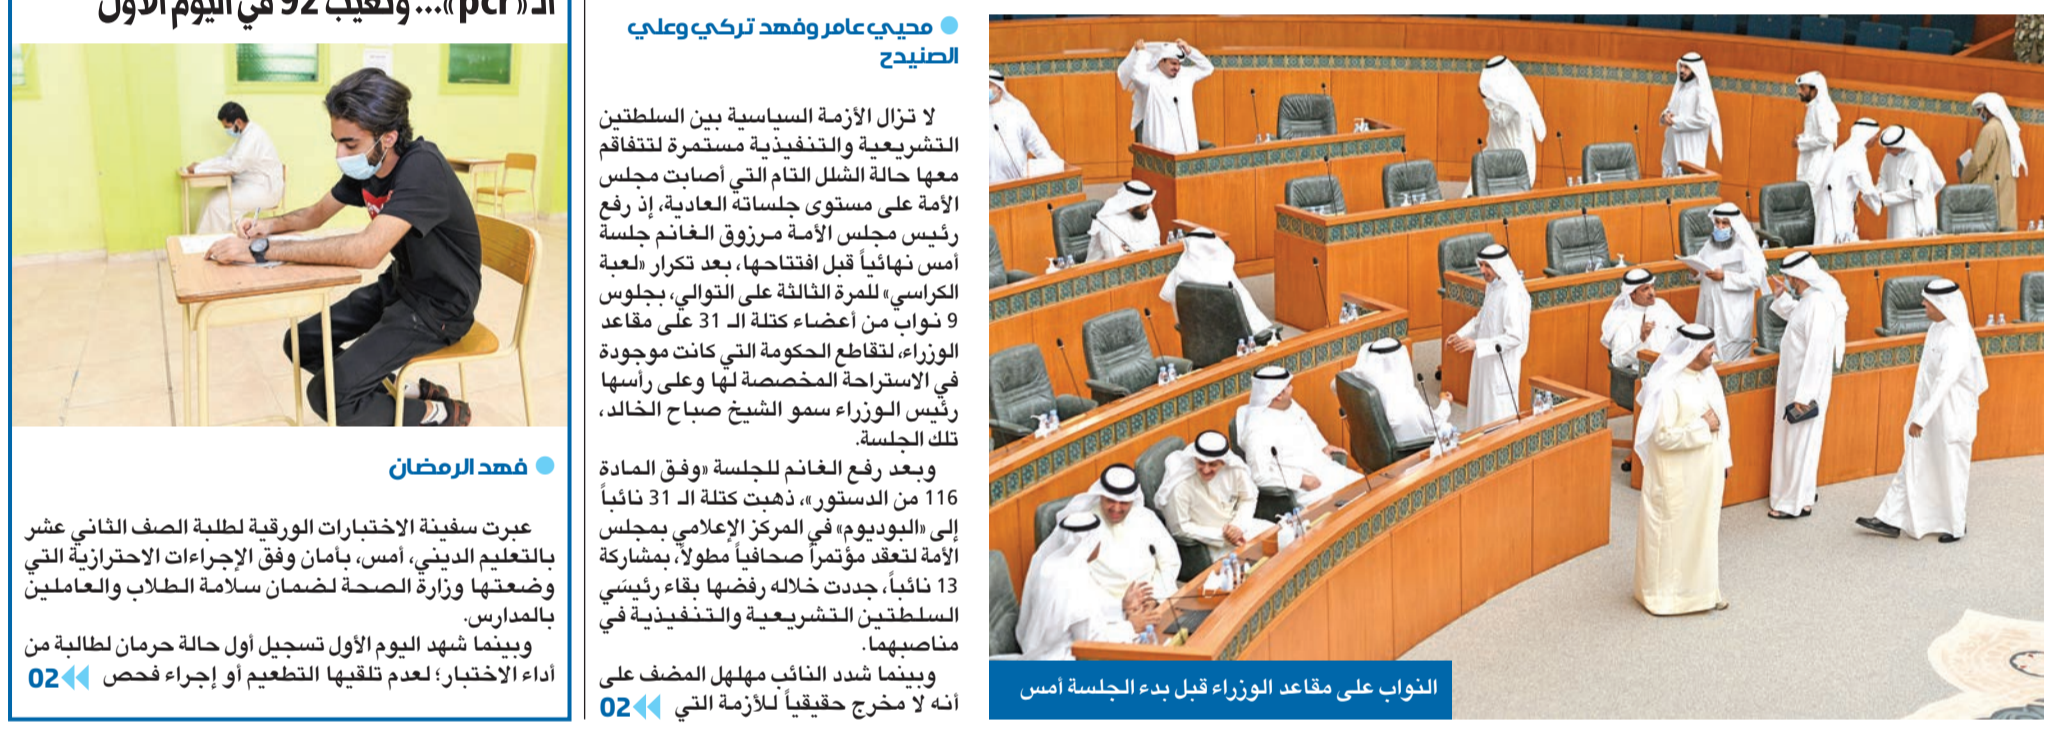 محيي عامر وفهد تركي وعلي
الصنيدح
لا تزال الأزمة السياسية بين السلطتين
التشريعية والتنفيذية مستمرة لتتفاقم
معها حالة الشلل التام التي أصابت مجلس
الأمة على مستوى جلساته العادية، إذ رفع
رئيس مجلس الأمة مرزوق الغانم جلسة
أمس نهائياً قبل افتتاحها، بعد تكرار «لعبة
الكراسي» للمرة الثالثة على التوالي، بجلوس
9 نواب من أعضاء كتلة الـ 31 على مقاعد
الوزراء، لتقاطع الحكومة التي كانت موجودة
في الاستراحة المخصصة لها وعلى رأسها
رئيس الوزراء سمو الشيخ صباح الخالد،
تلك الجلسة.
وبعد رفع الغانم للجلسة «وفق المادة
116 من الدستور»، ذهبت كتلة الـ 31 نائباً
إلى «البوديوم» في المركز الإعلامي بمجلس
الأمة لتعقد مؤتمراً صحافياً مطولاً، بمشاركة
13 نائباً، جددت خلاله رفضها بقاء رئيسَي
السلطتين التشريعية والتنفيذية في
مناصبهما.
وبينما شدد النائب مهلهل المضف على
أنه لا مخرج حقيقياً للأزمة التي 02
النواب على مقاعد الوزراء قبل بدء الجلسة أمس
الـ «pcr»... وتغيب 92 في اليوم الأول
فهد الرمضان
عبرت سفينة الاختبارات الورقية لطلبة الصف الثاني عشر
بالتعليم الديني، أمس، بأمان وفق الإجراءات الاحترازية التي
وضعتها وزارة الصحة لضمان سلامة الطلاب والعاملين
بالمدارس.
وبينما شهد اليوم الأول تسجيل أول حالة حرمان لطالبة من
أداء الاختبار؛ لعدم تلقيها التطعيم أو إجراء فحص 02